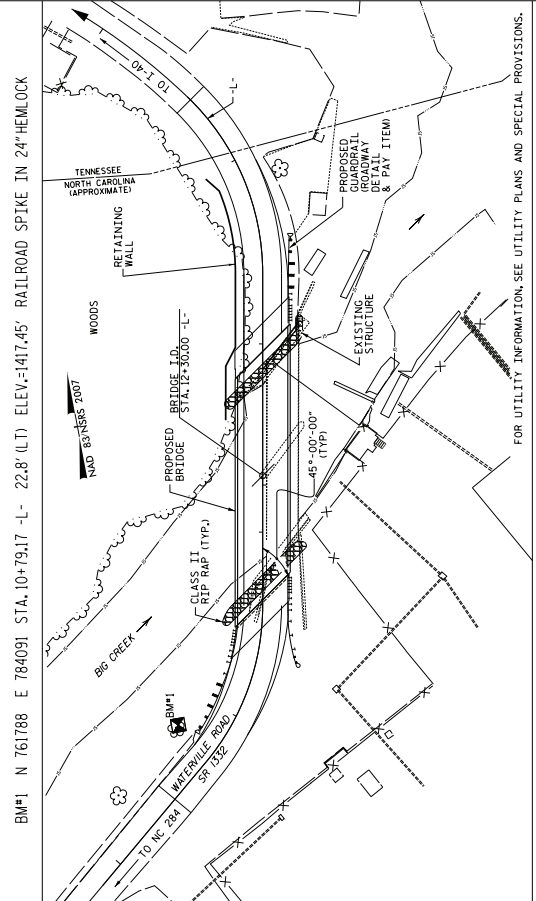 BM#1 N 761788 E 784091 STA. 10+79.17 -L- 22.8' (LT) ELEV.=1417.45' RAILROAD SPIKE IN 24" HEMLOCK
TO I-40
-L-
TENNESSEE
NORTH CAROLINA
(APPROXIMATE)
RETAINING
WALL
WOODS
NAD 83/NSRS 2007
BRIDGE I.D.
STA. 12+30.00 -L-
PROPOSED
BRIDGE
CLASS II
RIP RAP (TYP.)
BIG CREEK
BM#1
WATERVILLE ROAD
SR 1332
TO NC 284
PROPOSED
GUARDRAIL
(ROADWAY
DETAIL
& PAY ITEM)
EXISTING
STRUCTURE
45°-00'-00"
(TYP)
FOR UTILITY INFORMATION, SEE UTILITY PLANS AND SPECIAL PROVISIONS.